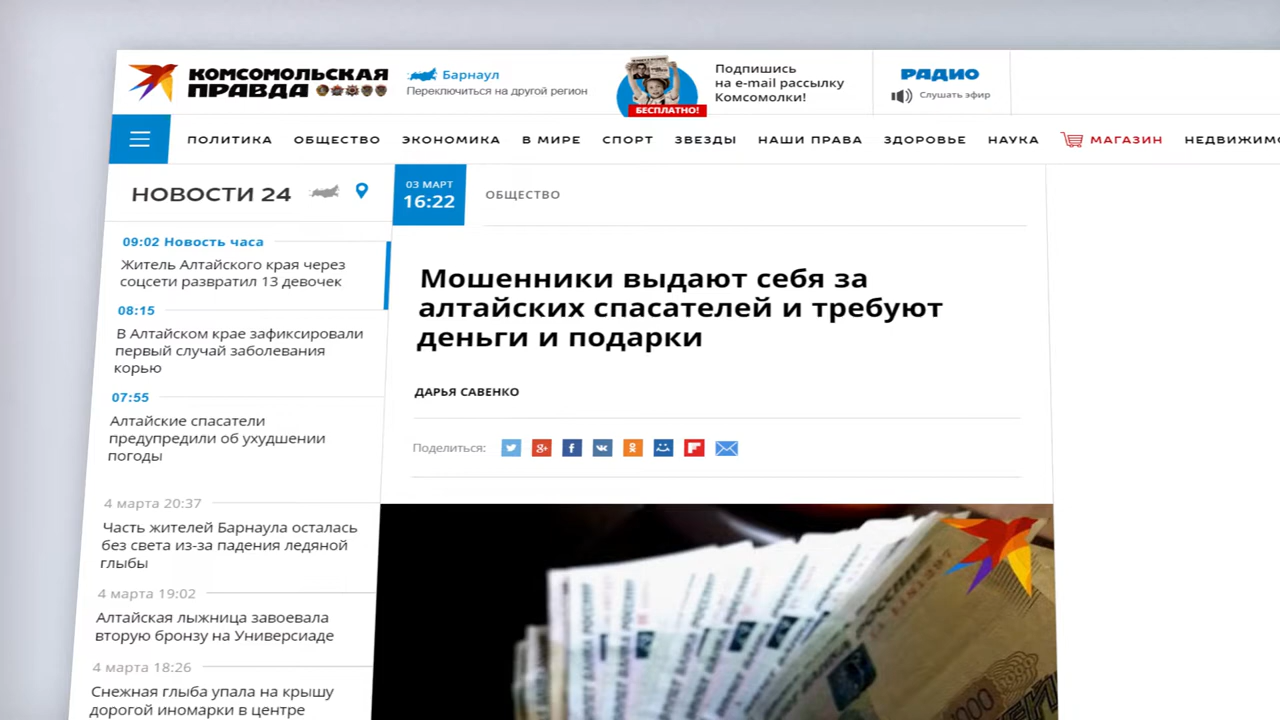 КОМСОМОЛЬСКАЯ
ПРАВДА
Барнаул
Переключиться на другой регион
БЕСПЛАТНО!
Подпишись
на e-mail рассылку
Комсомолки!
РАДИО
Слушать эфир
ПОЛИТИКА ОБЩЕСТВО ЭКОНОМИКА В МИРЕ СПОРТ ЗВЕЗДЫ НАШИ ПРАВА ЗДОРОВЬЕ НАУКА МАГАЗИН НЕДВИЖИМО
НОВОСТИ 24
09:02 Новость часа
Житель Алтайского края через
соцсети развратил 13 девочек
08:15
В Алтайском крае зафиксировали
первый случай заболевания
корью
07:55
Алтайские спасатели
предупредили об ухудшении
погоды
4 марта 20:37
Часть жителей Барнаула осталась
без света из-за падения ледяной
глыбы
4 марта 19:02
Алтайская лыжница завоевала
вторую бронзу на Универсиаде
4 марта 18:26
Снежная глыба упала на крышу
дорогой иномарки в центре
03 МАРТ
16:22
ОБЩЕСТВО
Мошенники выдают себя за
алтайских спасателей и требуют
деньги и подарки
ДАРЬЯ САВЕНКО
Поделиться: